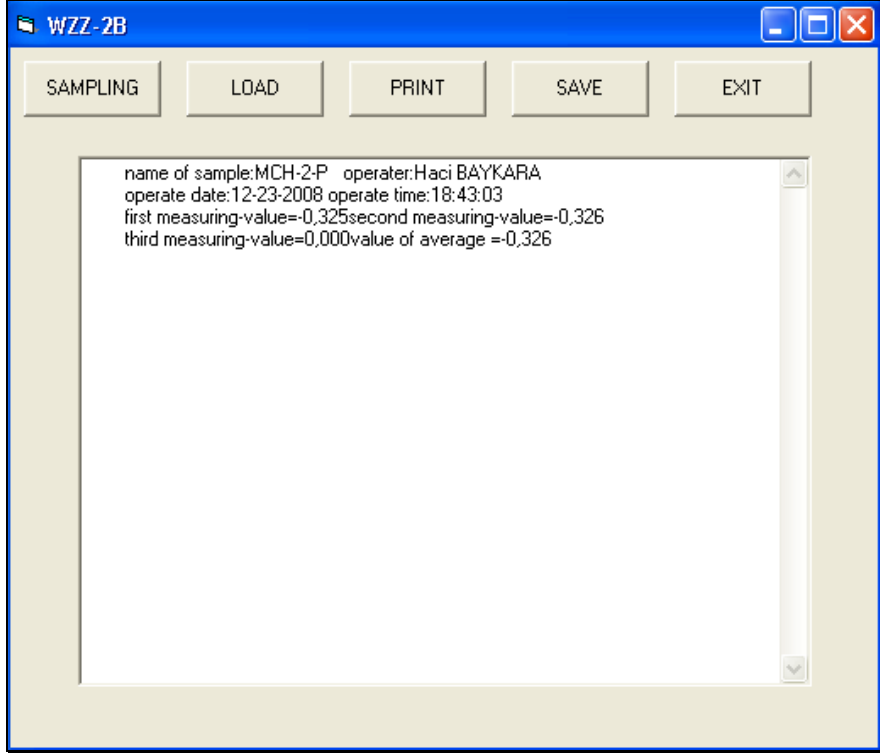 WZZ-2B
SAMPLING LOAD PRINT SAVE EXIT
name of sample:MCH-2-P operater:Haci BAYKARA
operate date:12-23-2008 operate time:18:43:03
first measuring-value=-0,325second measuring-value=-0,326
third measuring-value=0,000value of average =-0,326